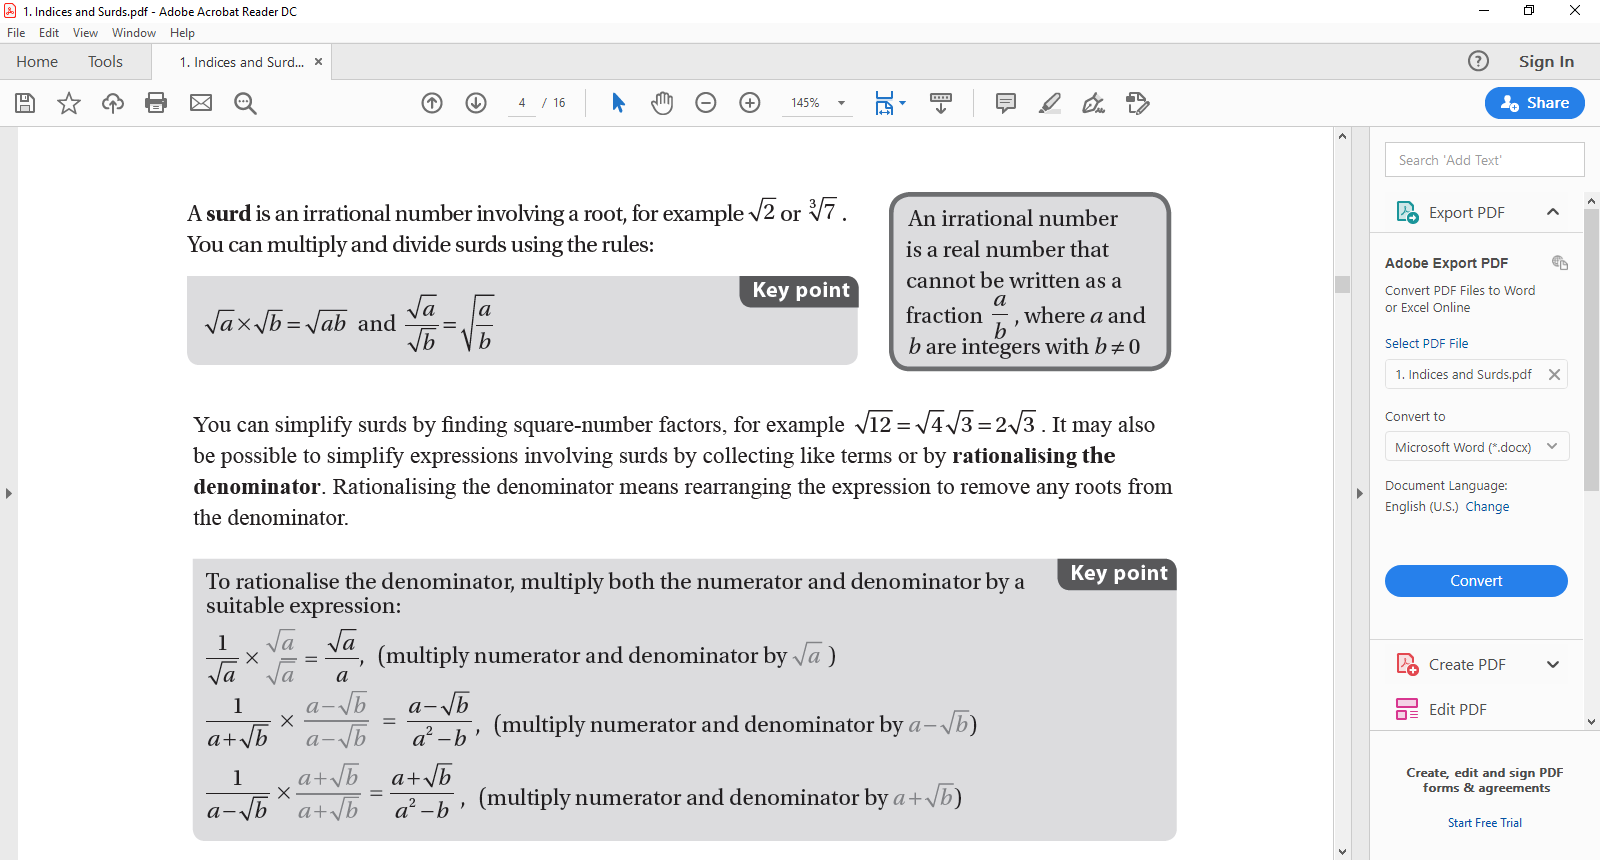 1. Indices and Surds.pdf - Adobe Acrobat Reader DC
File Edit View Window Help
Home Tools 1. Indices and Surd... × ? Sign In
4 / 16 145% Share
A surd is an irrational number involving a root, for example √2 or ∛7 .
You can multiply and divide surds using the rules:
Key point
√a×√b=√ab and √a/√b=√(a/b)
An irrational number
is a real number that
cannot be written as a
fraction a/b , where a and
b are integers with b≠0
You can simplify surds by finding square-number factors, for example √12=√4√3=2√3 . It may also
be possible to simplify expressions involving surds by collecting like terms or by rationalising the
denominator. Rationalising the denominator means rearranging the expression to remove any roots from
the denominator.
Key point
To rationalise the denominator, multiply both the numerator and denominator by a
suitable expression:
1/√a × √a/√a = √a/a, (multiply numerator and denominator by √a )
1/(a+√b) × (a−√b)/(a−√b) = (a−√b)/(a²−b), (multiply numerator and denominator by a−√b)
1/(a−√b) × (a+√b)/(a+√b) = (a+√b)/(a²−b), (multiply numerator and denominator by a+√b)
Search 'Add Text'
Export PDF
Adobe Export PDF
Convert PDF Files to Word
or Excel Online
Select PDF File
1. Indices and Surds.pdf
Convert to
Microsoft Word (*.docx)
Document Language:
English (U.S.) Change
Convert
Create PDF
Edit PDF
Create, edit and sign PDF
forms & agreements
Start Free Trial